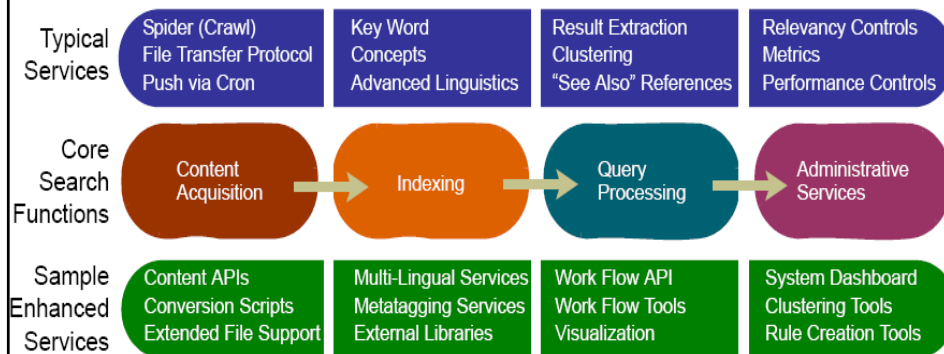 Typical
Services
Spider (Crawl)
File Transfer Protocol
Push via Cron
Key Word
Concepts
Advanced Linguistics
Result Extraction
Clustering
“See Also” References
Relevancy Controls
Metrics
Performance Controls
Core
Search
Functions
Content
Acquisition
Indexing
Query
Processing
Administrative
Services
Sample
Enhanced
Services
Content APIs
Conversion Scripts
Extended File Support
Multi-Lingual Services
Metatagging Services
External Libraries
Work Flow API
Work Flow Tools
Visualization
System Dashboard
Clustering Tools
Rule Creation Tools